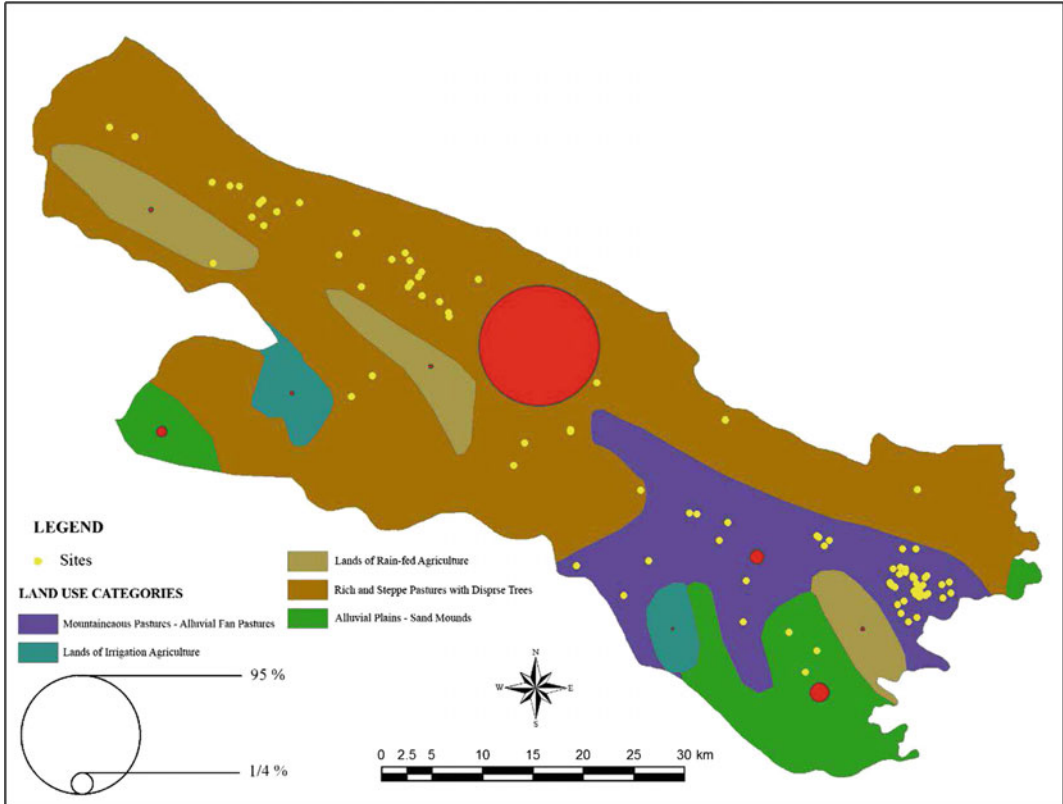 LEGEND
Sites
LAND USE CATEGORIES
Mountaincaous Pastures - Alluvial Fan Pastures
Lands of Irrigation Agriculture
Lands of Rain-fed Agriculture
Rich and Steppe Pastures with Disprse Trees
Alluvial Plains - Sand Mounds
95 %
1/4 %
N
W E
S
0 2.5 5 10 15 20 25 30 km